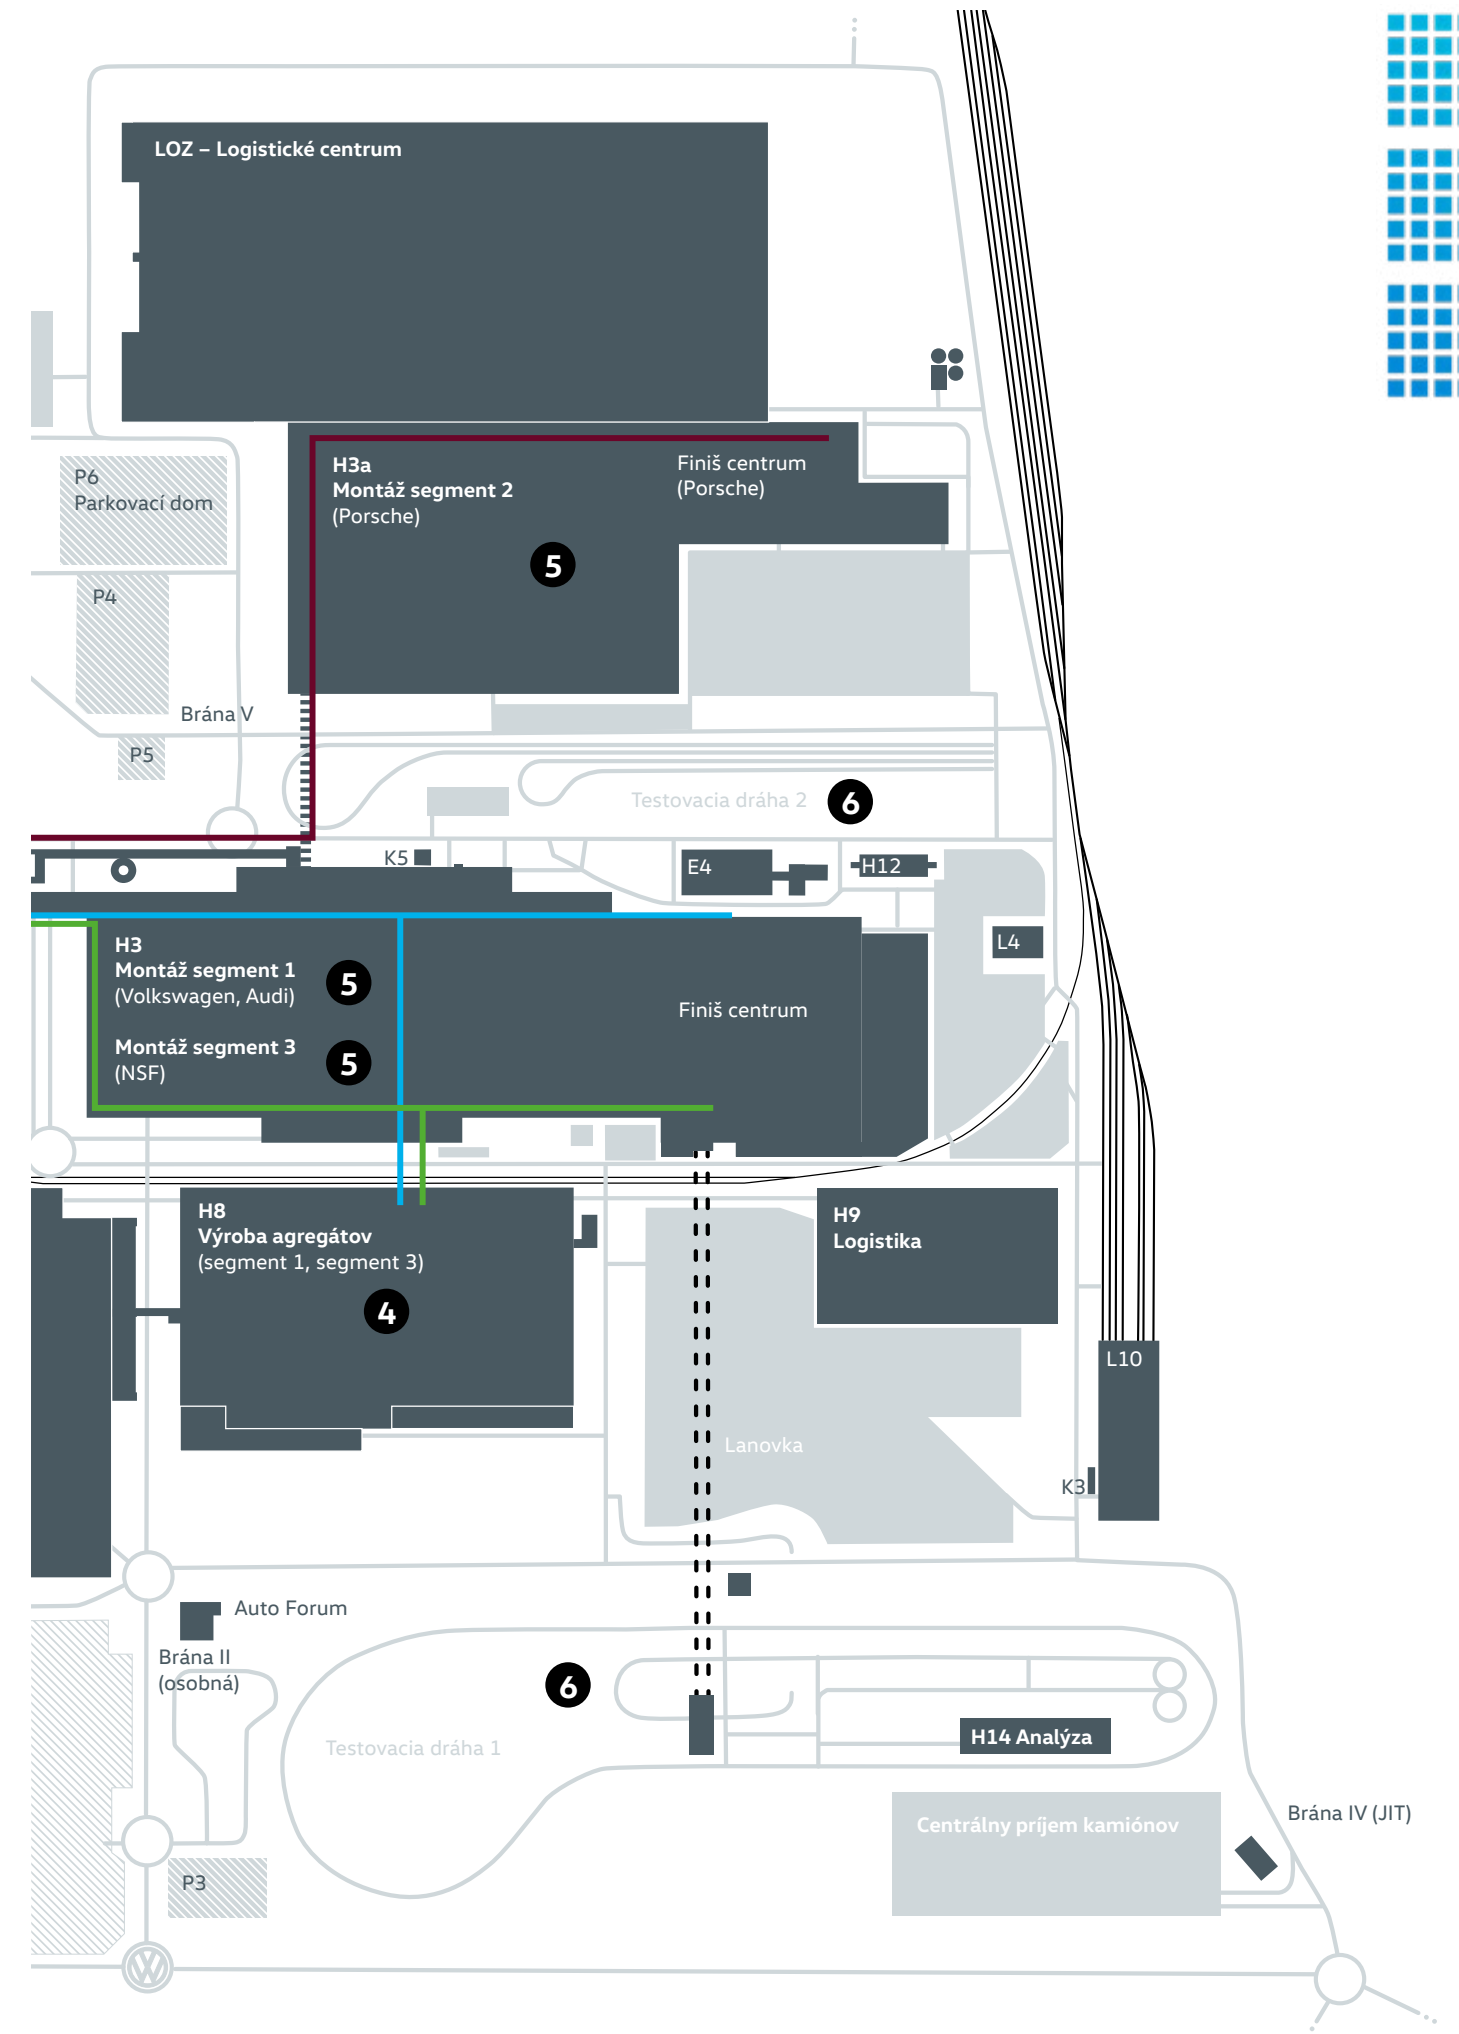 LOZ – Logistické centrum
H3a
Montáž segment 2
(Porsche)
Finiš centrum
(Porsche)
5
P6
Parkovací dom
P4
Brána V
P5
Testovacia dráha 2
6
K5
E4
H12
L4
H3
Montáž segment 1
(Volkswagen, Audi)
5
Finiš centrum
Montáž segment 3
(NSF)
5
H8
Výroba agregátov
(segment 1, segment 3)
4
H9
Logistika
L10
Lanovka
K3
Auto Forum
Brána II
(osobná)
6
Testovacia dráha 1
H14 Analýza
Centrálny príjem kamiónov
Brána IV (JIT)
P3